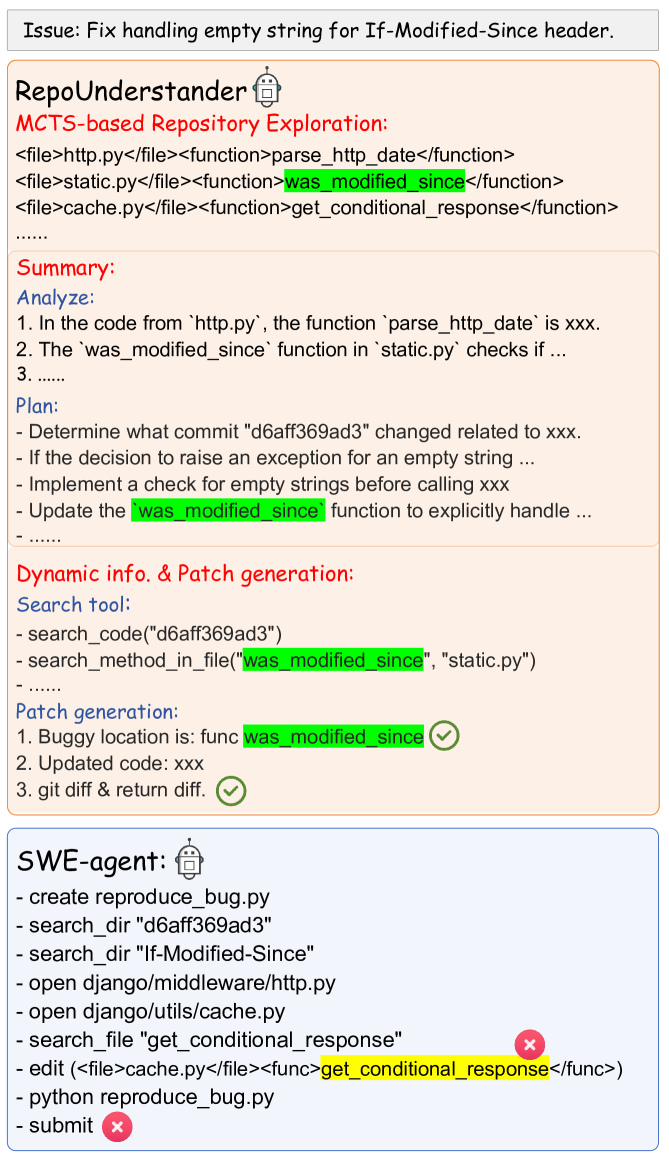 Issue: Fix handling empty string for If-Modified-Since header.
RepoUnderstander
MCTS-based Repository Exploration:
<file>http.py</file><function>parse_http_date</function>
<file>static.py</file><function>was_modified_since</function>
<file>cache.py</file><function>get_conditional_response</function>
......
Summary:
Analyze:
1. In the code from `http.py`, the function `parse_http_date` is xxx.
2. The `was_modified_since` function in `static.py` checks if ...
3. ......
Plan:
- Determine what commit "d6aff369ad3" changed related to xxx.
- If the decision to raise an exception for an empty string ...
- Implement a check for empty strings before calling xxx
- Update the `was_modified_since` function to explicitly handle ...
- ......
Dynamic info. & Patch generation:
Search tool:
- search_code("d6aff369ad3")
- search_method_in_file("was_modified_since", "static.py")
- ......
Patch generation:
1. Buggy location is: func was_modified_since
2. Updated code: xxx
3. git diff & return diff.
SWE-agent:
- create reproduce_bug.py
- search_dir "d6aff369ad3"
- search_dir "If-Modified-Since"
- open django/middleware/http.py
- open django/utils/cache.py
- search_file "get_conditional_response"
- edit (<file>cache.py</file><func>get_conditional_response</func>)
- python reproduce_bug.py
- submit